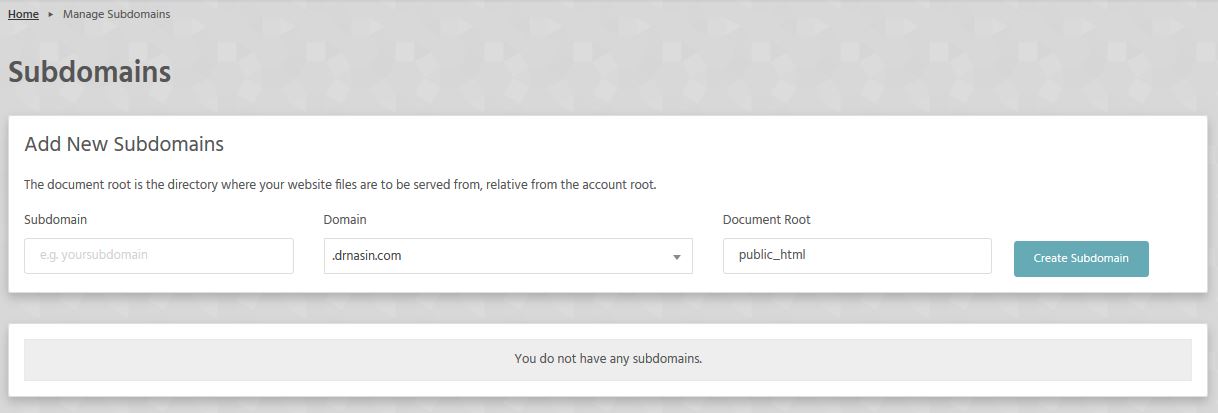 Home ▸ Manage Subdomains
Subdomains
Add New Subdomains
The document root is the directory where your website files are to be served from, relative from the account root.
Subdomain Domain Document Root
e.g. yoursubdomain .drnasin.com public_html Create Subdomain
You do not have any subdomains.